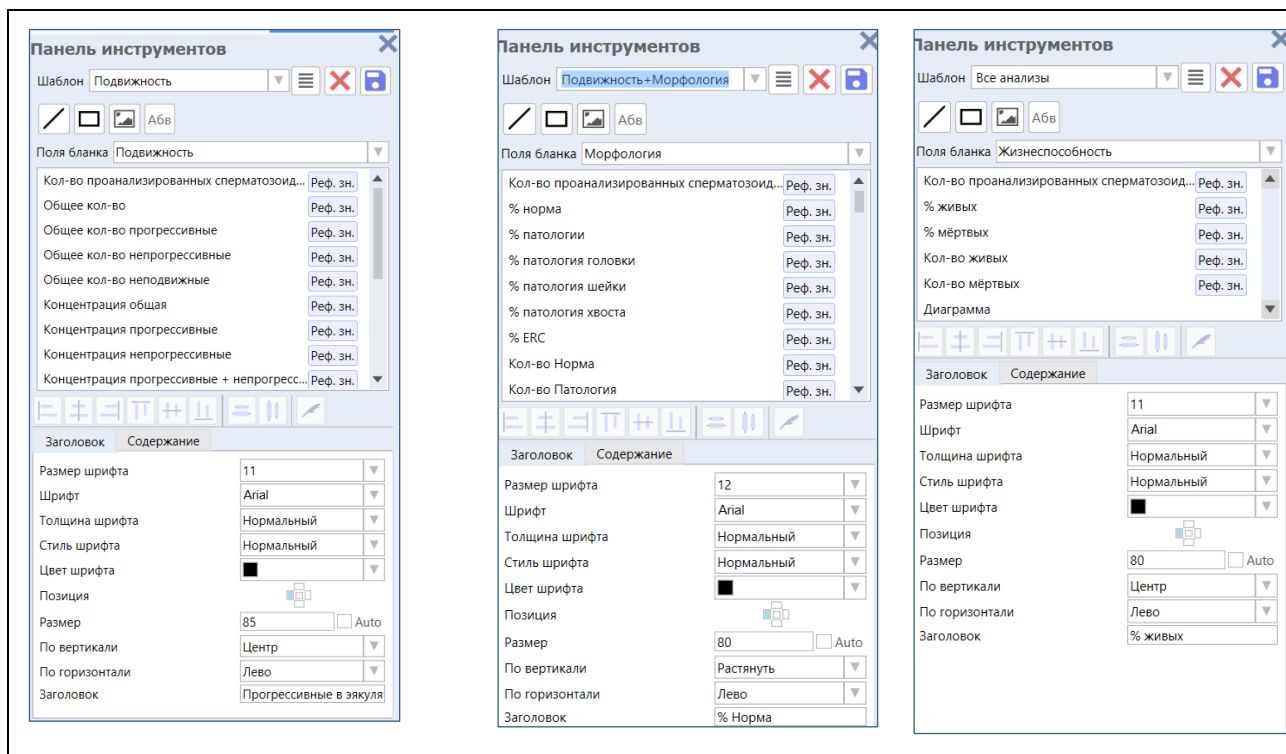 Панель инструментов
Шаблон Подвижность
Абв
Поля бланка Подвижность
Кол-во проанализированных сперматозоид... Реф. зн.
Общее кол-во Реф. зн.
Общее кол-во прогрессивные Реф. зн.
Общее кол-во непрогрессивные Реф. зн.
Общее кол-во неподвижные Реф. зн.
Концентрация общая Реф. зн.
Концентрация прогрессивные Реф. зн.
Концентрация непрогрессивные Реф. зн.
Концентрация прогрессивные + непрогресс... Реф. зн.
Заголовок Содержание
Размер шрифта 11
Шрифт Arial
Толщина шрифта Нормальный
Стиль шрифта Нормальный
Цвет шрифта
Позиция
Размер 85 Auto
По вертикали Центр
По горизонтали Лево
Заголовок Прогрессивные в эякуля
Панель инструментов
Шаблон Подвижность+Морфология
Абв
Поля бланка Морфология
Кол-во проанализированных сперматозоид... Реф. зн.
% норма Реф. зн.
% патологии Реф. зн.
% патология головки Реф. зн.
% патология шейки Реф. зн.
% патология хвоста Реф. зн.
% ERC Реф. зн.
Кол-во Норма Реф. зн.
Кол-во Патология Реф. зн.
Заголовок Содержание
Размер шрифта 12
Шрифт Arial
Толщина шрифта Нормальный
Стиль шрифта Нормальный
Цвет шрифта
Позиция
Размер 80 Auto
По вертикали Растянуть
По горизонтали Лево
Заголовок % Норма
Панель инструментов
Шаблон Все анализы
Абв
Поля бланка Жизнеспособность
Кол-во проанализированных сперматозоид... Реф. зн.
% живых Реф. зн.
% мёртвых Реф. зн.
Кол-во живых Реф. зн.
Кол-во мёртвых Реф. зн.
Диаграмма
Заголовок Содержание
Размер шрифта 11
Шрифт Arial
Толщина шрифта Нормальный
Стиль шрифта Нормальный
Цвет шрифта
Позиция
Размер 80 Auto
По вертикали Центр
По горизонтали Лево
Заголовок % живых